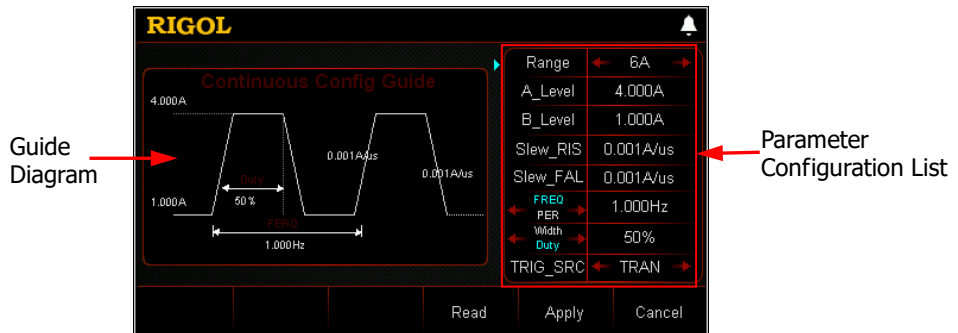 RIGOL
Continuous Config Guide
4.000A
0.001A/us
0.001A/us
Duty
50%
1.000A
FERQ
1.000Hz
Range 6A
A_Level 4.000A
B_Level 1.000A
Slew_RIS 0.001A/us
Slew_FAL 0.001A/us
FREQ
PER
1.000Hz
Width
Duty
50%
TRIG_SRC TRAN
Read Apply Cancel
Guide
Diagram
Parameter
Configuration List